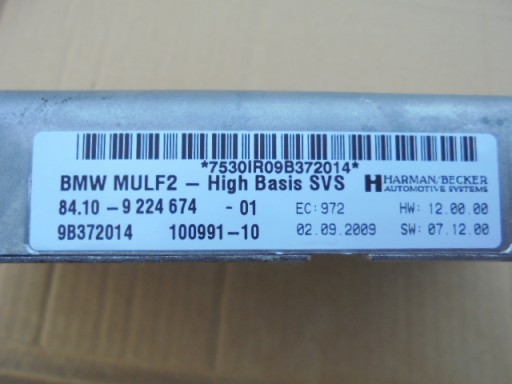 *7530IR09B372014*
BMW MULF2 – High Basis SVS HARMAN/BECKER
AUTOMOTIVE SYSTEMS
84.10-9 224 674 -01 EC: 972 HW: 12.00.00
9B372014 100991-10 02.09.2009 SW: 07.12.00